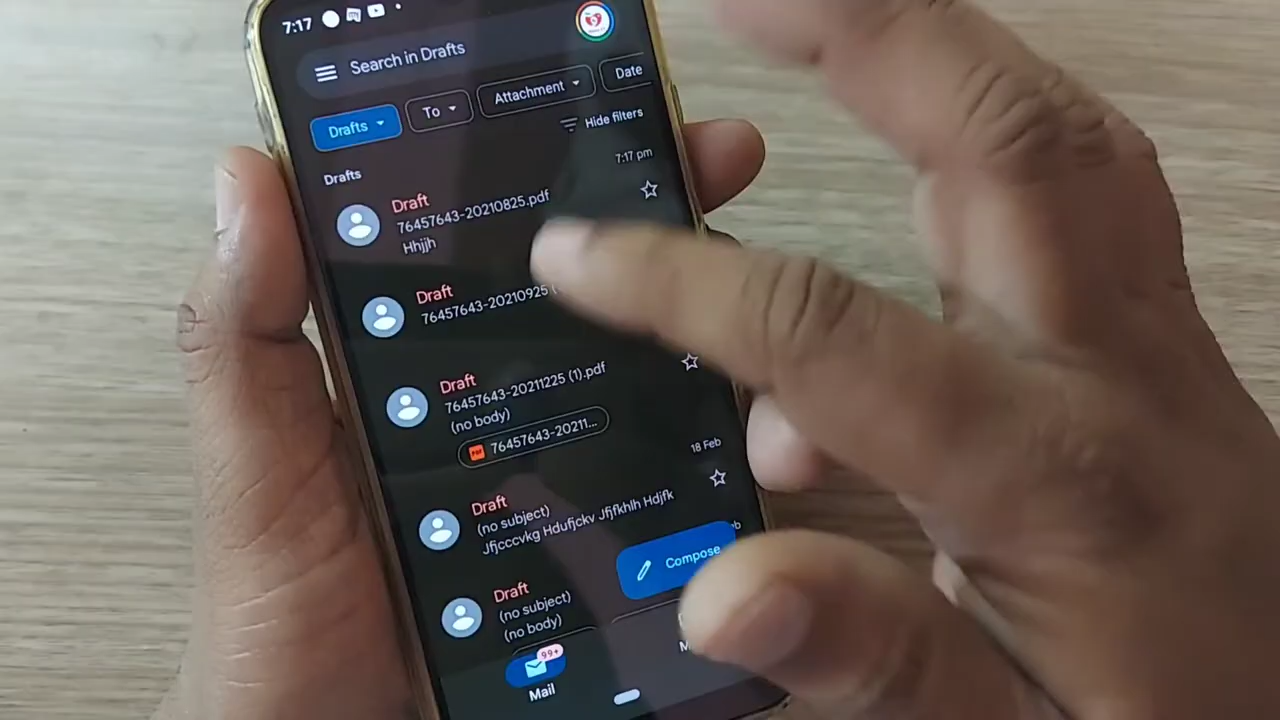 7:17
Search in Drafts
Drafts
To
Attachment
Date
Hide filters
Drafts
7:17 pm
Draft
76457643-20210825.pdf
Hhjjh
Draft
76457643-20210925
Draft
76457643-20211225 (1).pdf
(no body)
76457643-20211...
18 Feb
Draft
(no subject)
Jfjcccvkg Hdufjckv Jfjfkhlh Hdjfk
Compose
Draft
(no subject)
(no body)
99+
Mail